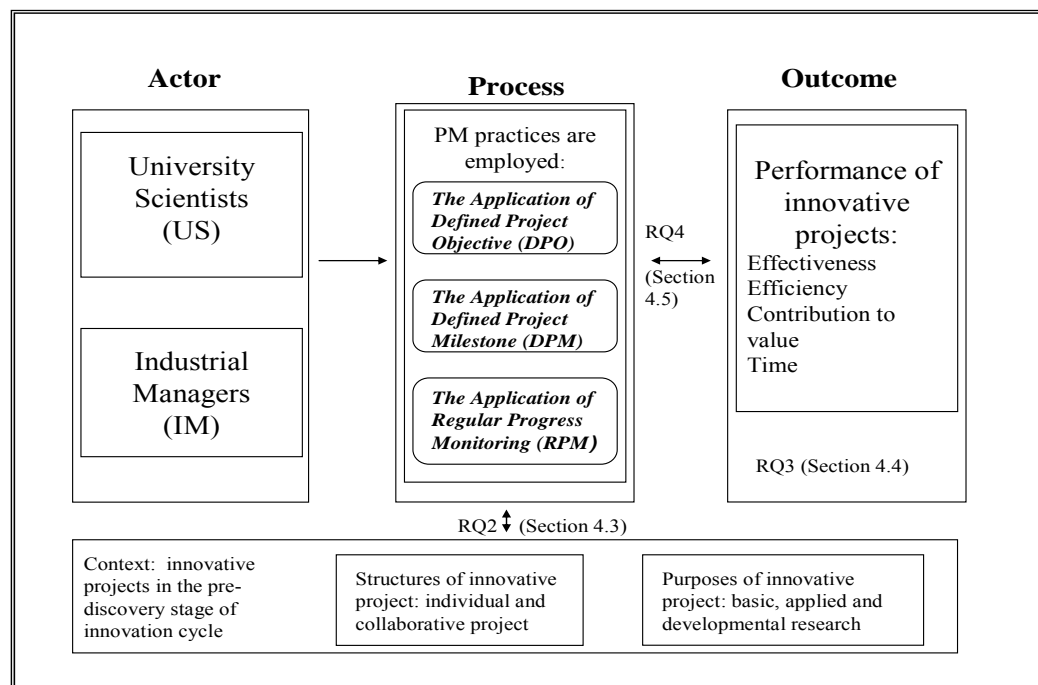 Actor
University
Scientists
(US)
Industrial
Managers
(IM)
Process
PM practices are
employed:
The Application of
Defined Project
Objective (DPO)
The Application of
Defined Project
Milestone (DPM)
The Application of
Regular Progress
Monitoring (RPM)
RQ4
(Section
4.5)
Outcome
Performance of
innovative
projects:
Effectiveness
Efficiency
Contribution to
value
Time
RQ3 (Section 4.4)
RQ2 (Section 4.3)
Context: innovative
projects in the pre-
discovery stage of
innovation cycle
Structures of innovative
project: individual and
collaborative project
Purposes of innovative
project: basic, applied and
developmental research